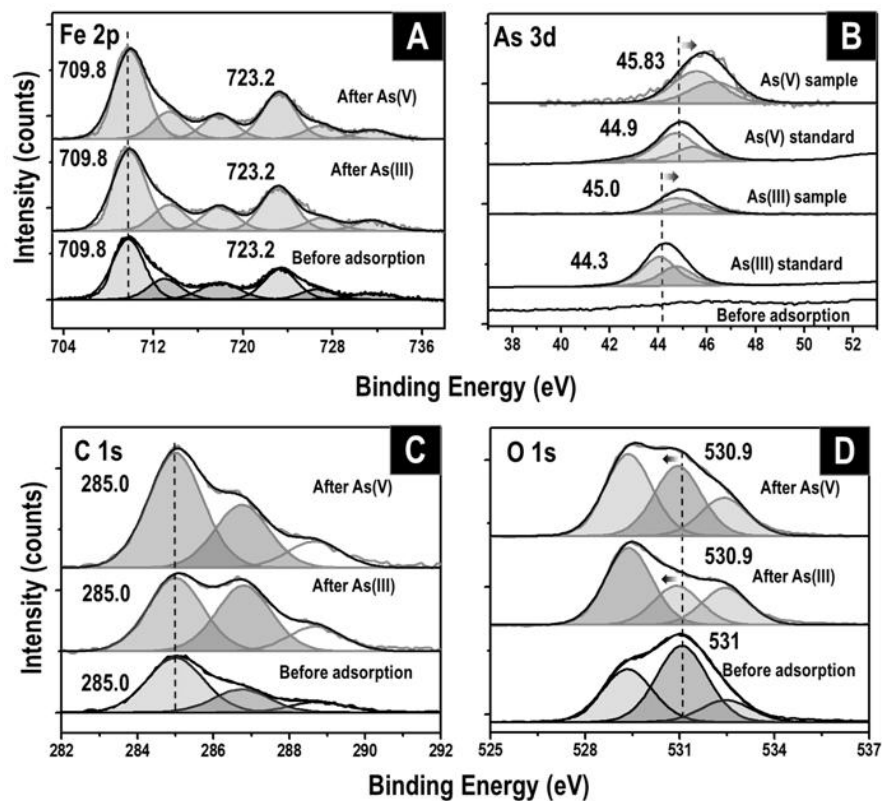 Fe 2p
A
709.8
723.2
After As(V)
709.8
723.2
After As(III)
709.8
723.2
Before adsorption
Intensity (counts)
704 712 720 728 736
As 3d
B
45.83
As(V) sample
44.9
As(V) standard
45.0
As(III) sample
44.3
As(III) standard
Before adsorption
38 40 42 44 46 48 50 52
Binding Energy (eV)
C 1s
C
285.0
After As(V)
285.0
After As(III)
285.0
Before adsorption
Intensity (counts)
282 284 286 288 290 292
O 1s
D
530.9
After As(V)
530.9
After As(III)
531
Before adsorption
525 528 531 534 537
Binding Energy (eV)